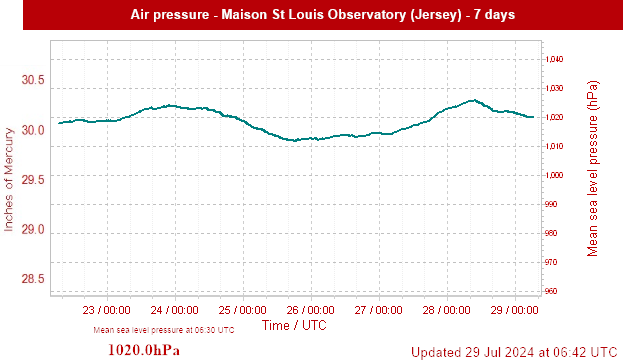 Air pressure - Maison St Louis Observatory (Jersey) - 7 days
Inches of Mercury
30.5
30.0
29.5
29.0
28.5
1,040
1,030
1,020
1,010
1,000
990
980
970
960
Mean sea level pressure (hPa)
23 / 00:00 24 / 00:00 25 / 00:00 26 / 00:00 27 / 00:00 28 / 00:00 29 / 00:00
Time / UTC
Mean sea level pressure at 06:30 UTC
1020.0hPa
Updated 29 Jul 2024 at 06:42 UTC